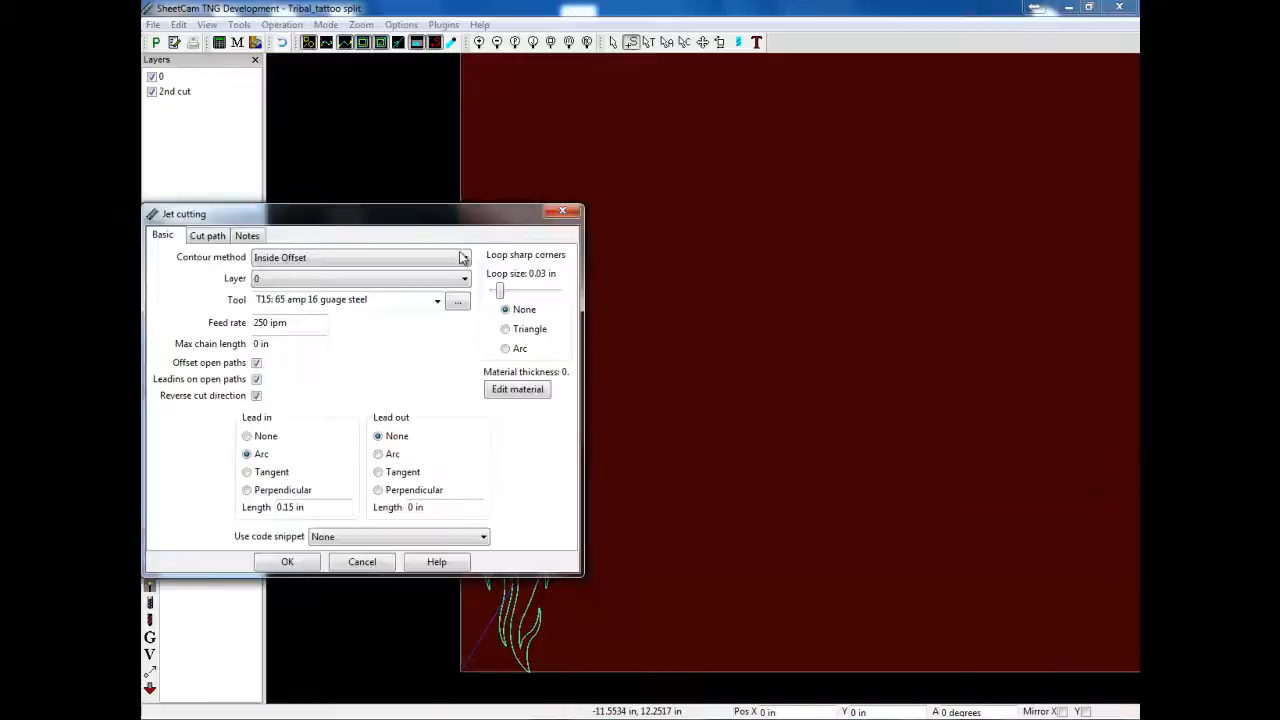 SheetCam TNG Development - Tribal_tattoo split
File Edit View Tools Operation Mode Zoom Options Plugins Help
P M T
Layers
0
2nd cut
Jet cutting
Basic Cut path Notes
Contour method Inside Offset
Layer 0
Tool T15: 65 amp 16 guage steel ...
Feed rate 250 ipm
Max chain length 0 in
Offset open paths
Leadins on open paths
Reverse cut direction
Loop sharp corners
Loop size: 0.03 in
None
Triangle
Arc
Material thickness: 0.
Edit material
Lead in Lead out
None None
Arc Arc
Tangent Tangent
Perpendicular Perpendicular
Length 0.15 in Length 0 in
Use code snippet None
OK Cancel Help
G
V
-11.5534 in, 12.2517 in Pos X 0 in Y 0 in A 0 degrees Mirror X Y